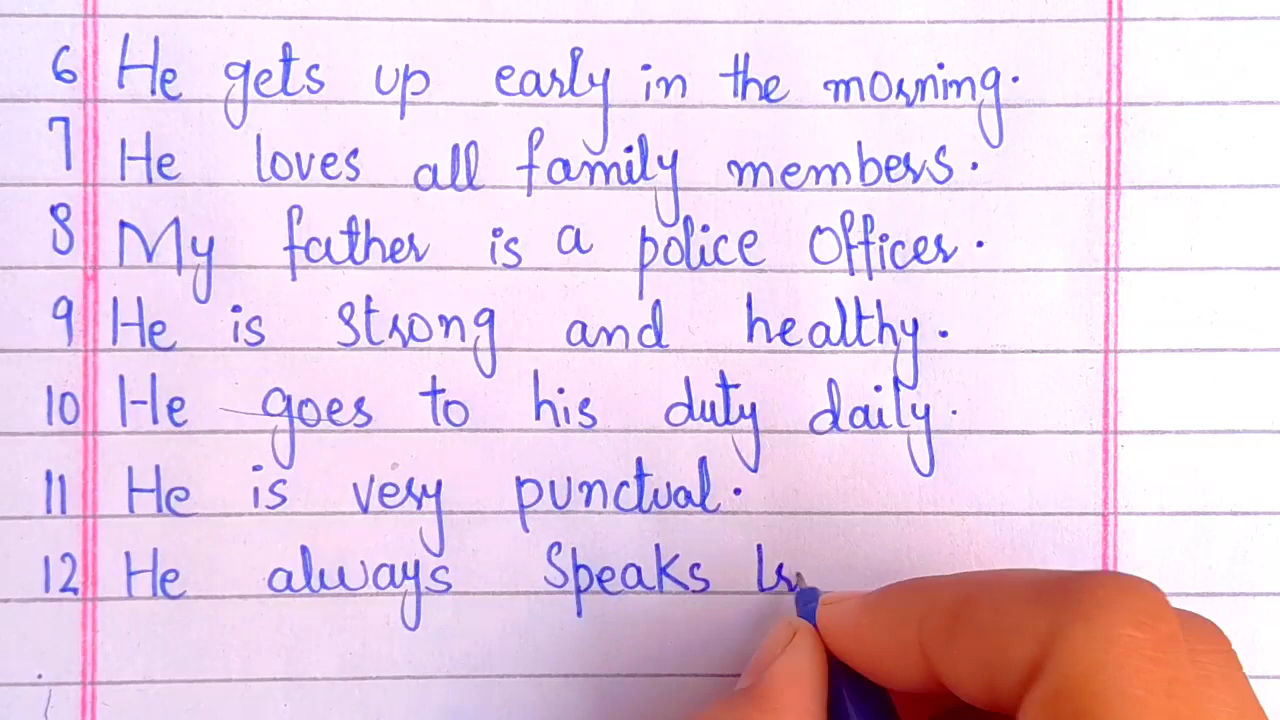 6 He gets up early in the morning.
7 He loves all family members.
8 My father is a police Officer.
9 He is strong and healthy.
10 He goes to his duty daily.
11 He is very punctual.
12 He always Speaks